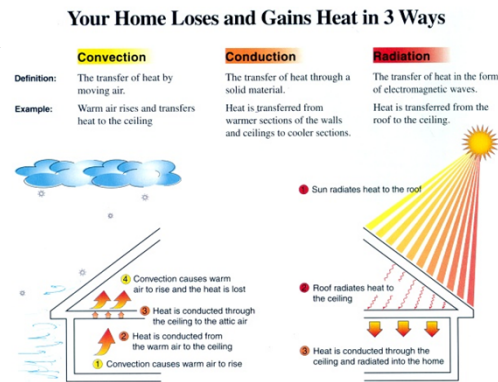 Your Home Loses and Gains Heat in 3 Ways
Convection
Conduction
Radiation
Definition:
The transfer of heat by
moving air.
The transfer of heat through a
solid material.
The transfer of heat in the form
of electromagnetic waves.
Example:
Warm air rises and transfers
heat to the ceiling
Heat is transferred from
warmer sections of the walls
and ceilings to cooler sections.
Heat is transferred from the
roof to the ceiling.
4 Convection causes warm
air to rise and the heat is lost
3 Heat is conducted through
the ceiling to the attic air
2 Heat is conducted from
the warm air to the ceiling
1 Convection causes warm air to rise
1 Sun radiates heat to the roof
2 Roof radiates heat to
the ceiling
3 Heat is conducted through the
ceiling and radiated into the home